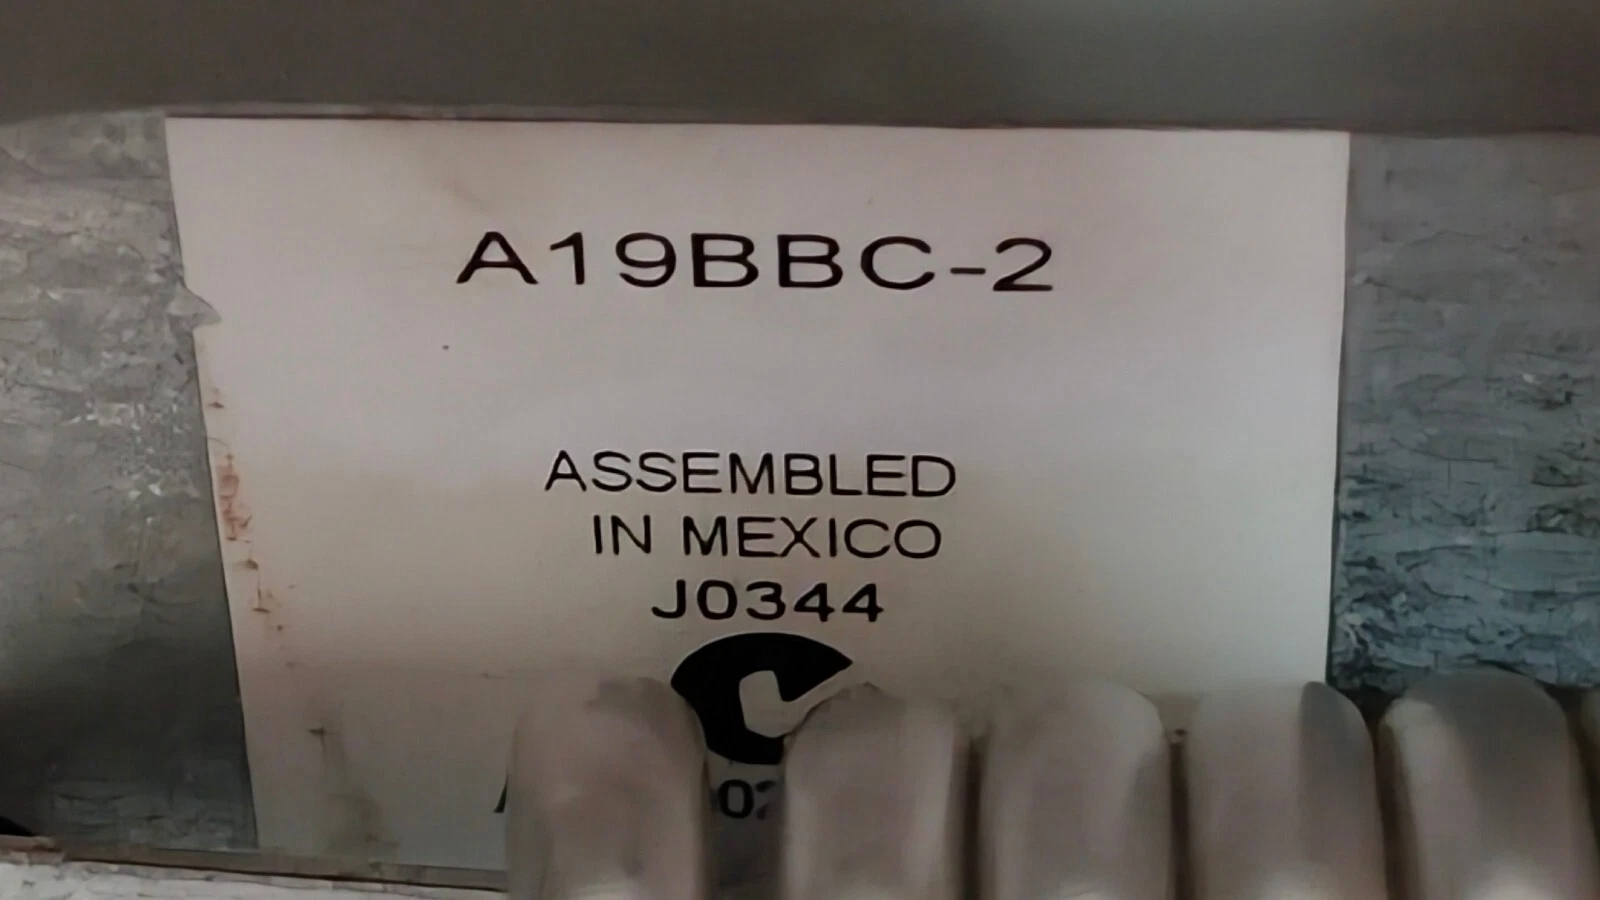 A19BBC-2
ASSEMBLED
IN MEXICO
J0344